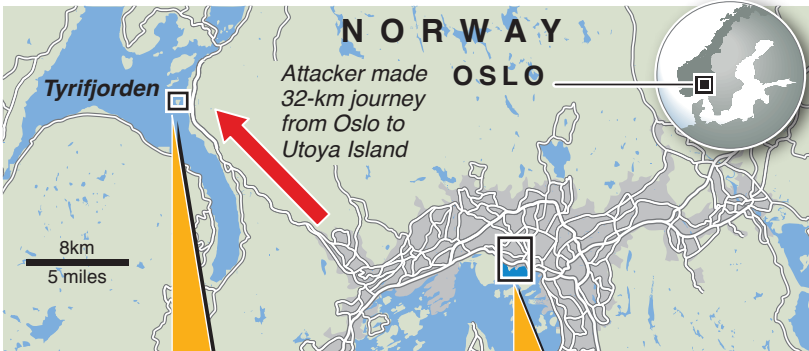 NORWAY
OSLO
Attacker made
32-km journey
from Oslo to
Utoya Island
Tyrifjorden
8km
5 miles